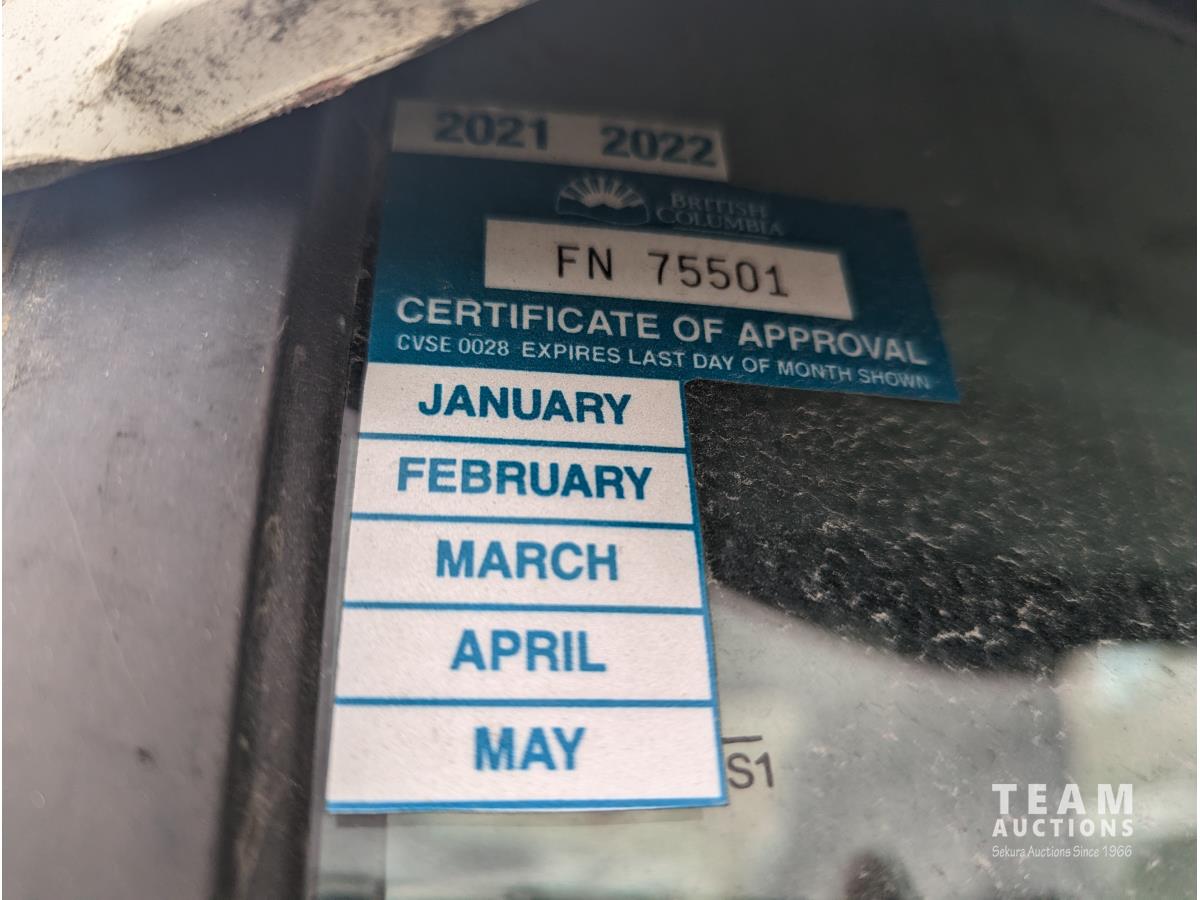 2021 2022
BRITISH
COLUMBIA
FN 75501
CERTIFICATE OF APPROVAL
CVSE 0028 EXPIRES LAST DAY OF MONTH SHOWN
JANUARY
FEBRUARY
MARCH
APRIL
MAY
S1
TEAM
AUCTIONS
Sekura Auctions Since 1966